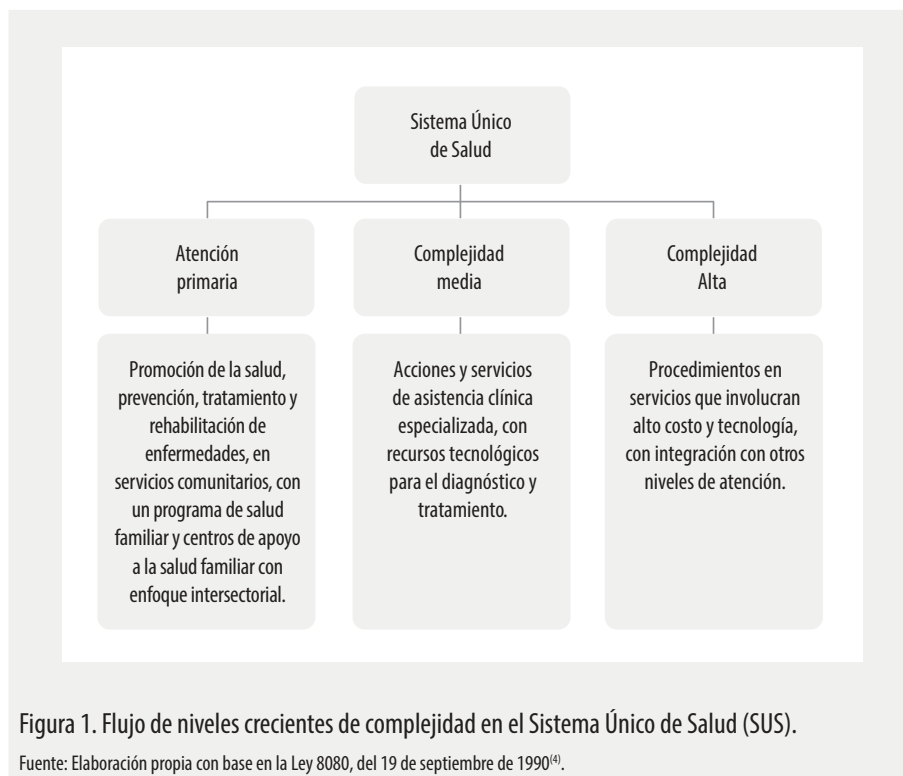 Sistema Único
de Salud
Atención
primaria
Complejidad
media
Complejidad
Alta
Promoción de la salud,
prevención, tratamiento y
rehabilitación de
enfermedades, en
servicios comunitarios, con
un programa de salud
familiar y centros de apoyo
a la salud familiar con
enfoque intersectorial.
Acciones y servicios
de asistencia clínica
especializada, con
recursos tecnológicos
para el diagnóstico y
tratamiento.
Procedimientos en
servicios que involucran
alto costo y tecnología,
con integración con otros
niveles de atención.
Figura 1. Flujo de niveles crecientes de complejidad en el Sistema Único de Salud (SUS).
Fuente: Elaboración propia con base en la Ley 8080, del 19 de septiembre de 1990(4).